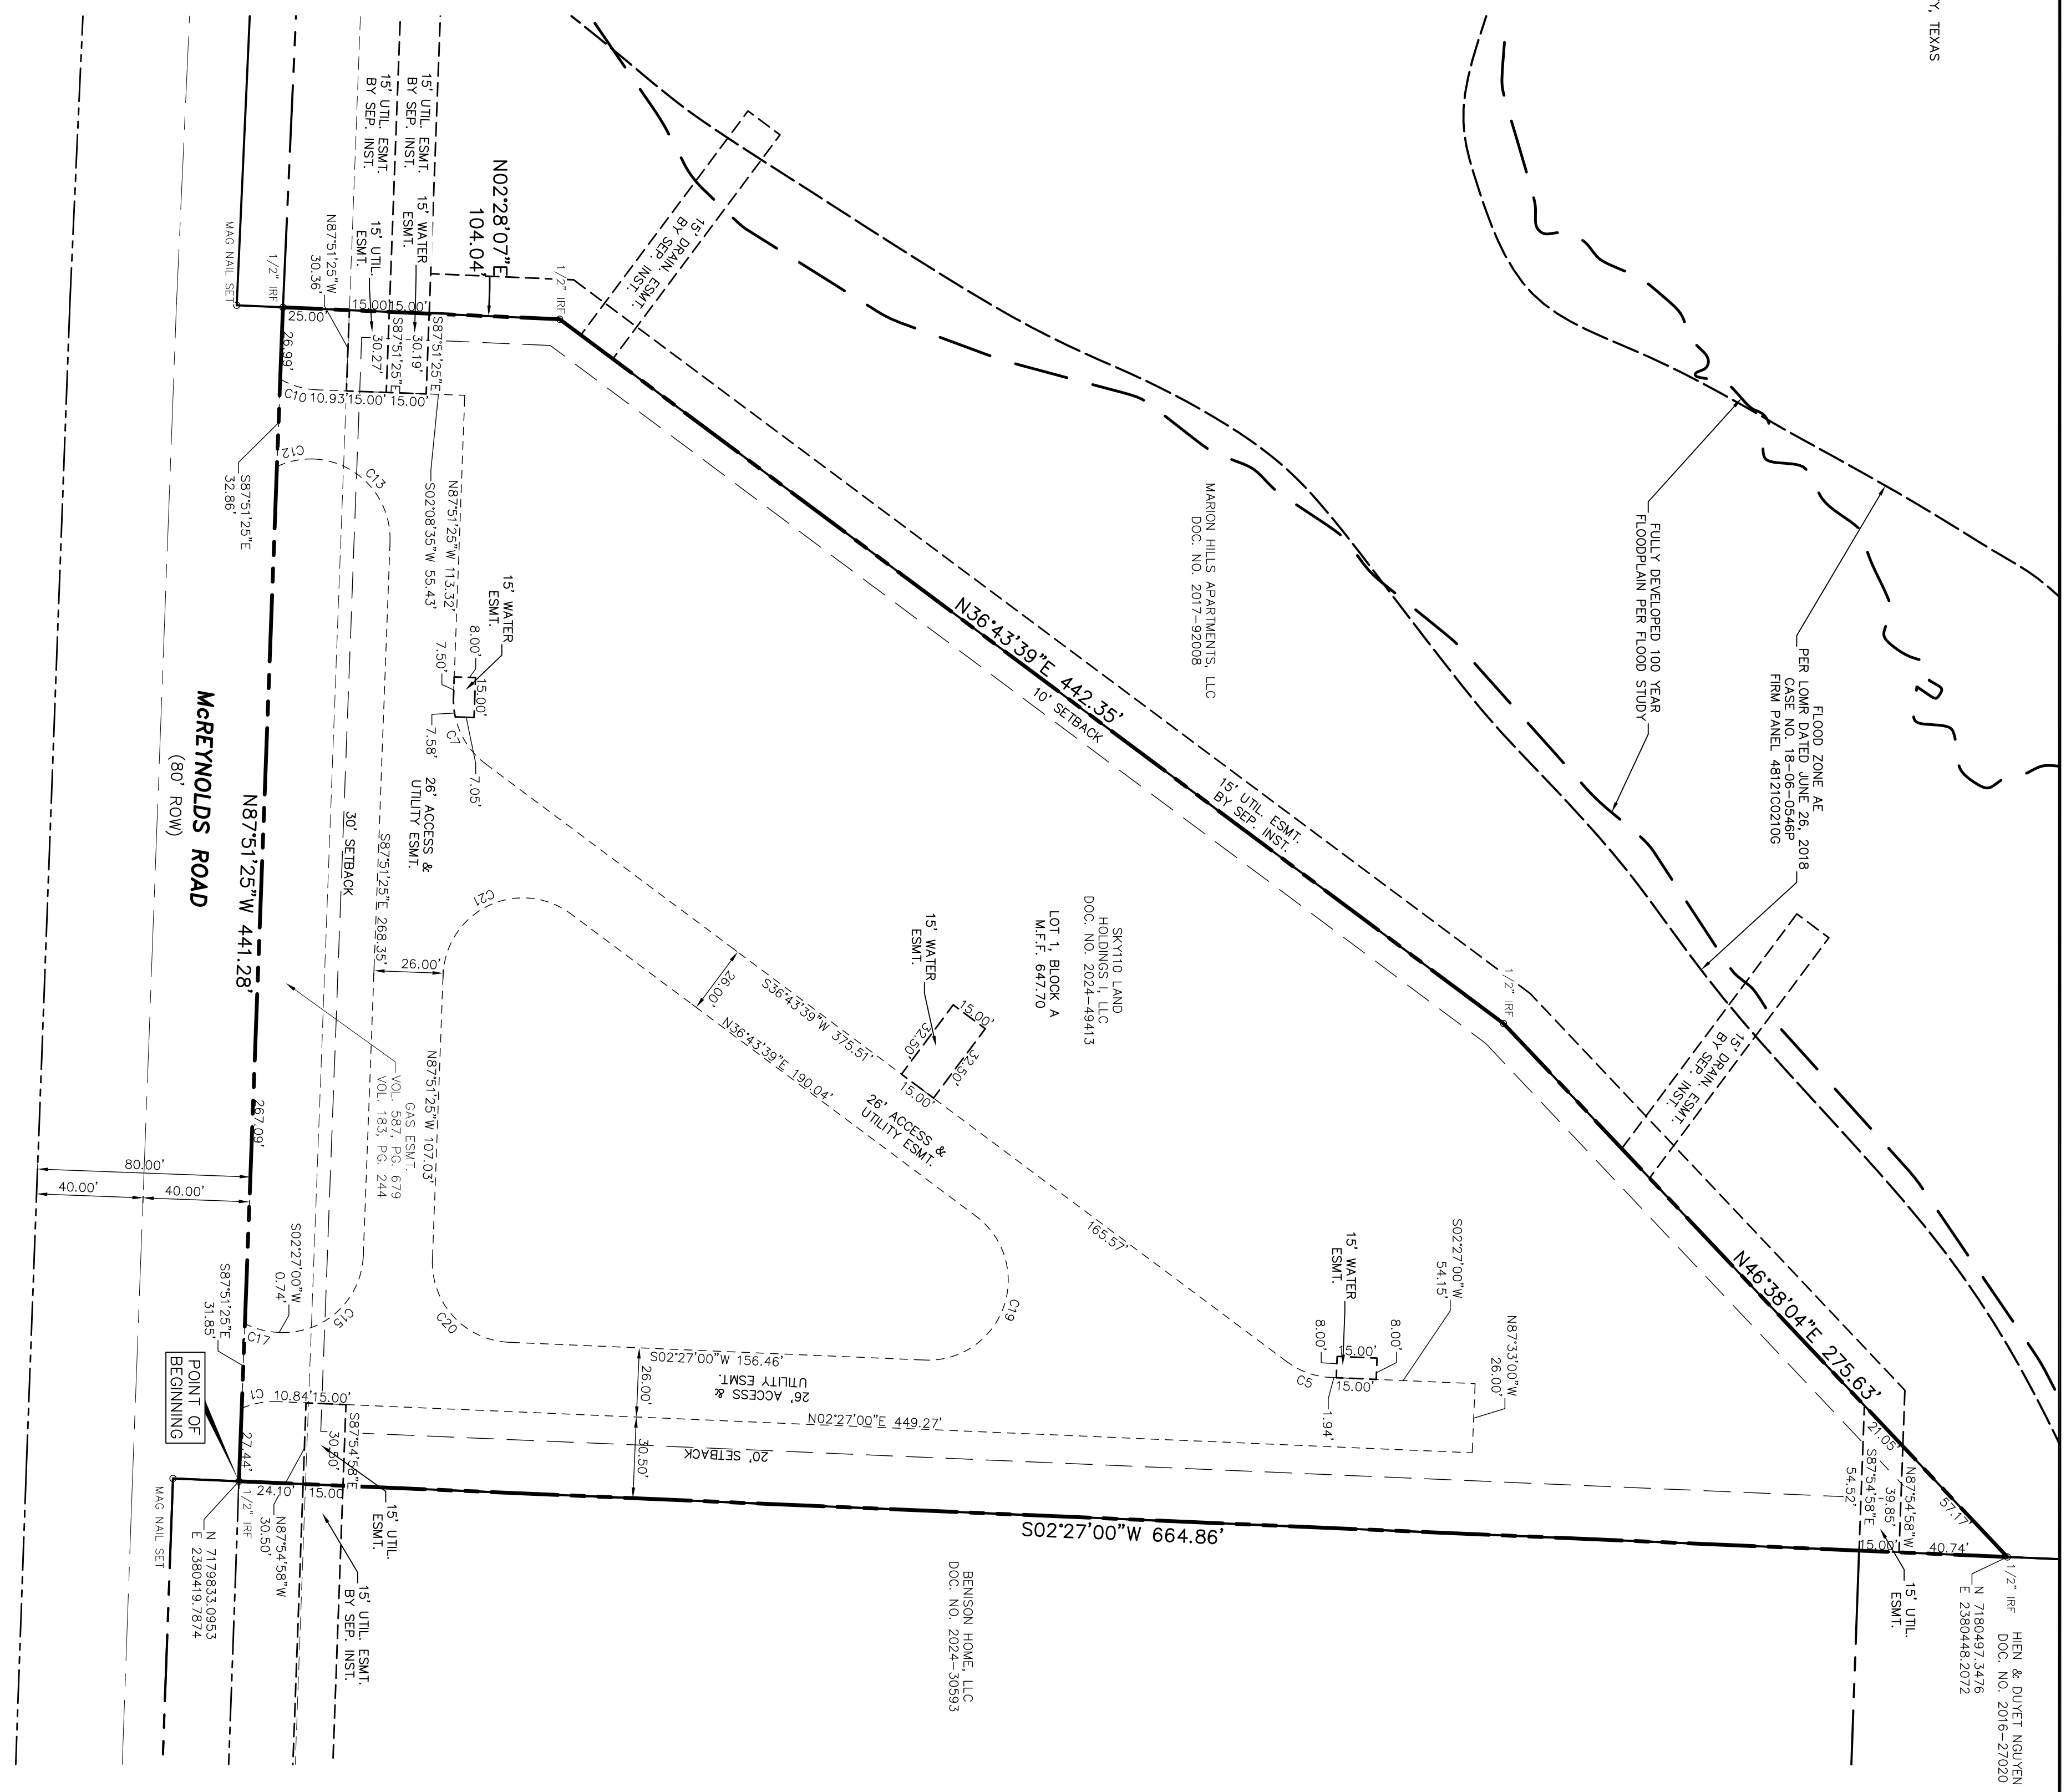 Y, TEXAS
HIEN & DUYET NGUYEN
DOC. NO. 2016-27020
1/2" IRF
N 7180497.3476
E 2380448.2072
15' UTIL.
ESMT.
40.74'
57.17'
21.05'
N87°54'58"W
39.85'
S87°54'58"E
54.52'
15.00'
FLOOD ZONE AE
PER LOMR DATED JUNE 26, 2018
CASE NO. 18-06-0546P
FIRM PANEL 48121C0210G
FULLY DEVELOPED 100 YEAR
FLOODPLAIN PER FLOOD STUDY
15' DRAIN. ESMT.
BY SEP. INST.
N46°38'04"E 275.63'
1/2" IRF
N87°33'00"W
26.00'
S02°27'00"W
54.15'
15' WATER
ESMT.
8.00'
15.00'
8.00'
15.00'
C5
1.94'
MARION HILLS APARTMENTS, LLC
DOC. NO. 2017-92008
N36°43'39"E 442.35'
10' SETBACK
15' UTIL. ESMT.
BY SEP. INST.
SKY110 LAND
HOLDINGS I, LLC
DOC. NO. 2024-49413
LOT 1, BLOCK A
M.F.F. 647.70
165.57'
C19
S02°27'00"W 664.86'
BENISON HOME, LLC
DOC. NO. 2024-30593
15' WATER
ESMT.
15.00'
32.50'
32.50'
15.00'
S36°43'39"W 375.51'
26.00'
N36°43'39"E 190.04'
26' ACCESS &
UTILITY ESMT.
N02°27'00"E 449.27'
20' SETBACK
26' ACCESS &
UTILITY ESMT.
S02°27'00"W 156.46'
26.00'
30.50'
15' DRAIN. ESMT.
BY SEP. INST.
1/2" IRF
N02°28'07"E
104.04'
15' WATER
ESMT.
8.00'
7.50'
15.00'
7.58'
C7
7.05'
N87°51'25"W 113.32'
S02°08'35"W 55.43'
26' ACCESS &
UTILITY ESMT.
C21
C20
26.00'
N87°51'25"W 107.03'
S87°51'25"E 268.35'
GAS ESMT.
VOL. 587, PG. 679
VOL. 183, PG. 244
30' SETBACK
15' UTIL. ESMT.
BY SEP. INST.
15' UTIL. ESMT.
BY SEP. INST.
15' WATER
ESMT.
15' UTIL.
ESMT.
S87°51'25"E
30.19'
S87°51'25"E
30.27'
15.00'
15.00'
N87°51'25"W
30.36'
25.00'
1/2" IRF
MAG NAIL SET
26.99'
C10
10.93'
15.00'
15.00'
C12
C13
S87°51'25"E
32.86'
N87°51'25"W 441.28'
267.09'
McREYNOLDS ROAD
(80' ROW)
80.00'
40.00'
40.00'
S02°27'00"W
0.74'
C15
C17
S87°51'25"E
31.85'
C1
10.84'
15.00'
S87°54'58"E
30.50'
27.44'
24.10'
15.00'
15' UTIL.
ESMT.
15' UTIL. ESMT.
BY SEP. INST.
N87°54'58"W
30.50'
1/2" IRF
POINT OF
BEGINNING
N 7179833.0953
E 2380419.7874
MAG NAIL SET